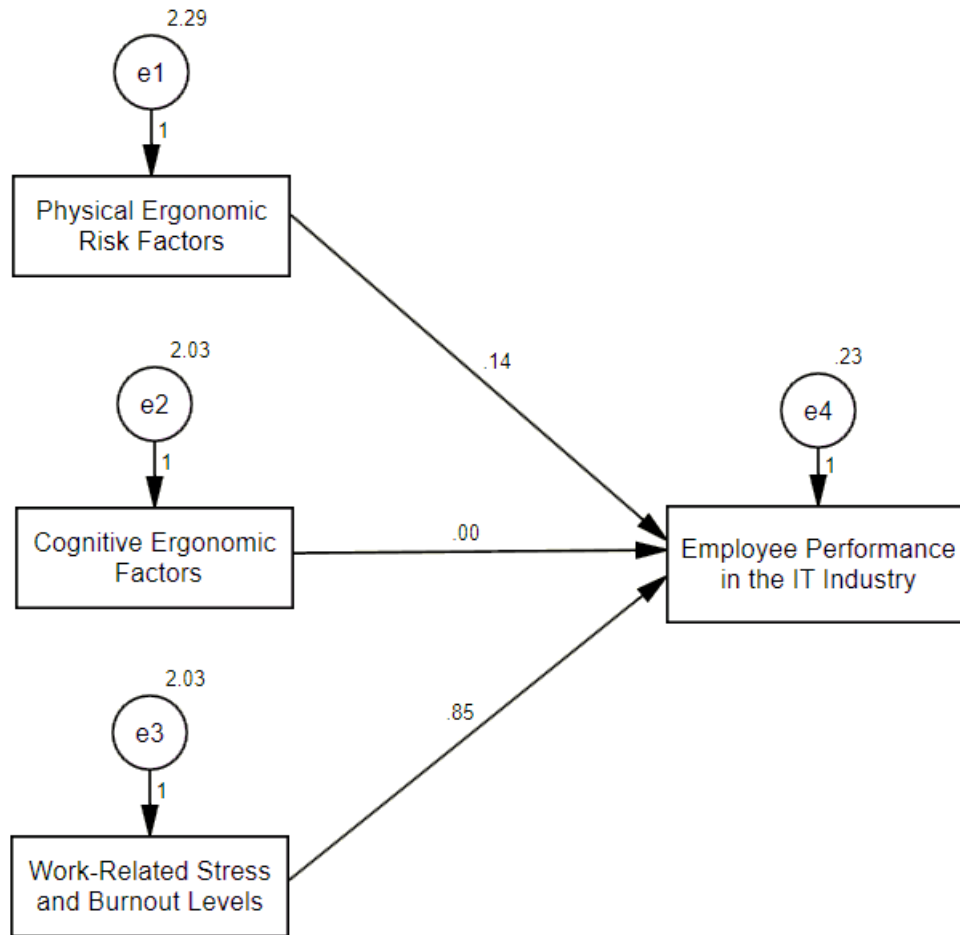 2.29
e1
1
Physical Ergonomic
Risk Factors
.14
2.03
e2
1
Cognitive Ergonomic
Factors
.00
.23
e4
1
Employee Performance
in the IT Industry
2.03
e3
1
Work-Related Stress
and Burnout Levels
.85